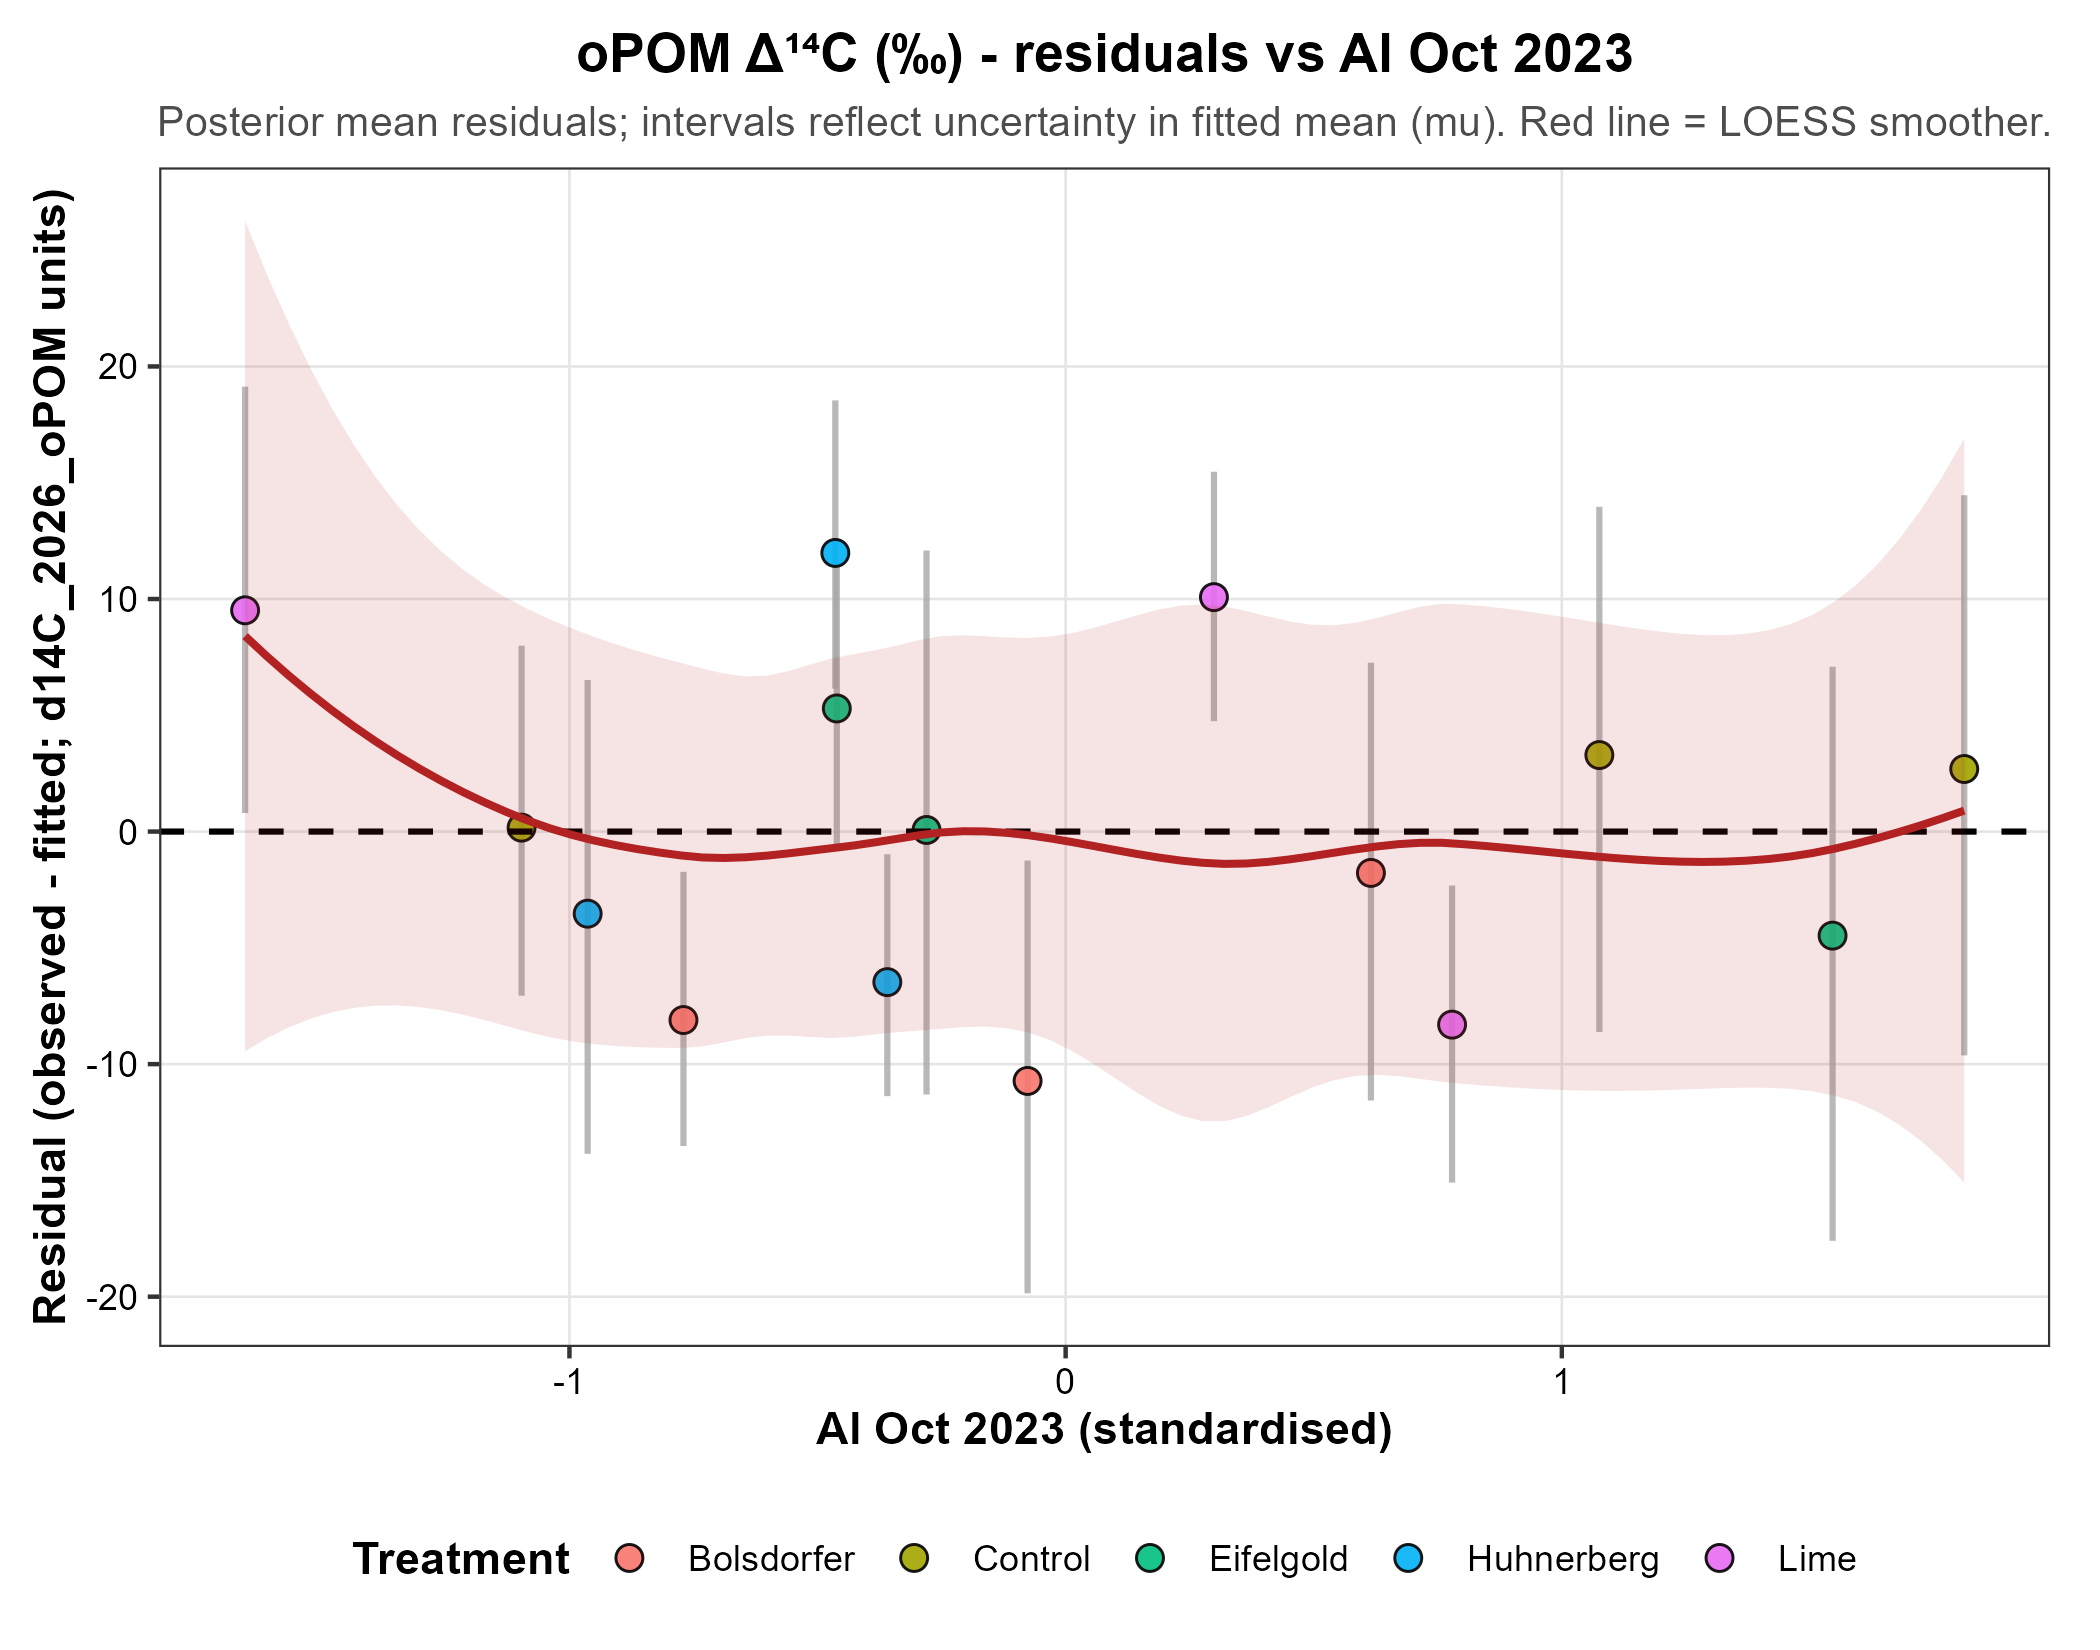 oPOM Δ¹⁴C (‰) - residuals vs Al Oct 2023
Posterior mean residuals; intervals reflect uncertainty in fitted mean (mu). Red line = LOESS smoother.
Residual (observed - fitted; d14C_2026_oPOM units)
20
10
0
-10
-20
-1 0 1
Al Oct 2023 (standardised)
Treatment Bolsdorfer Control Eifelgold Huhnerberg Lime